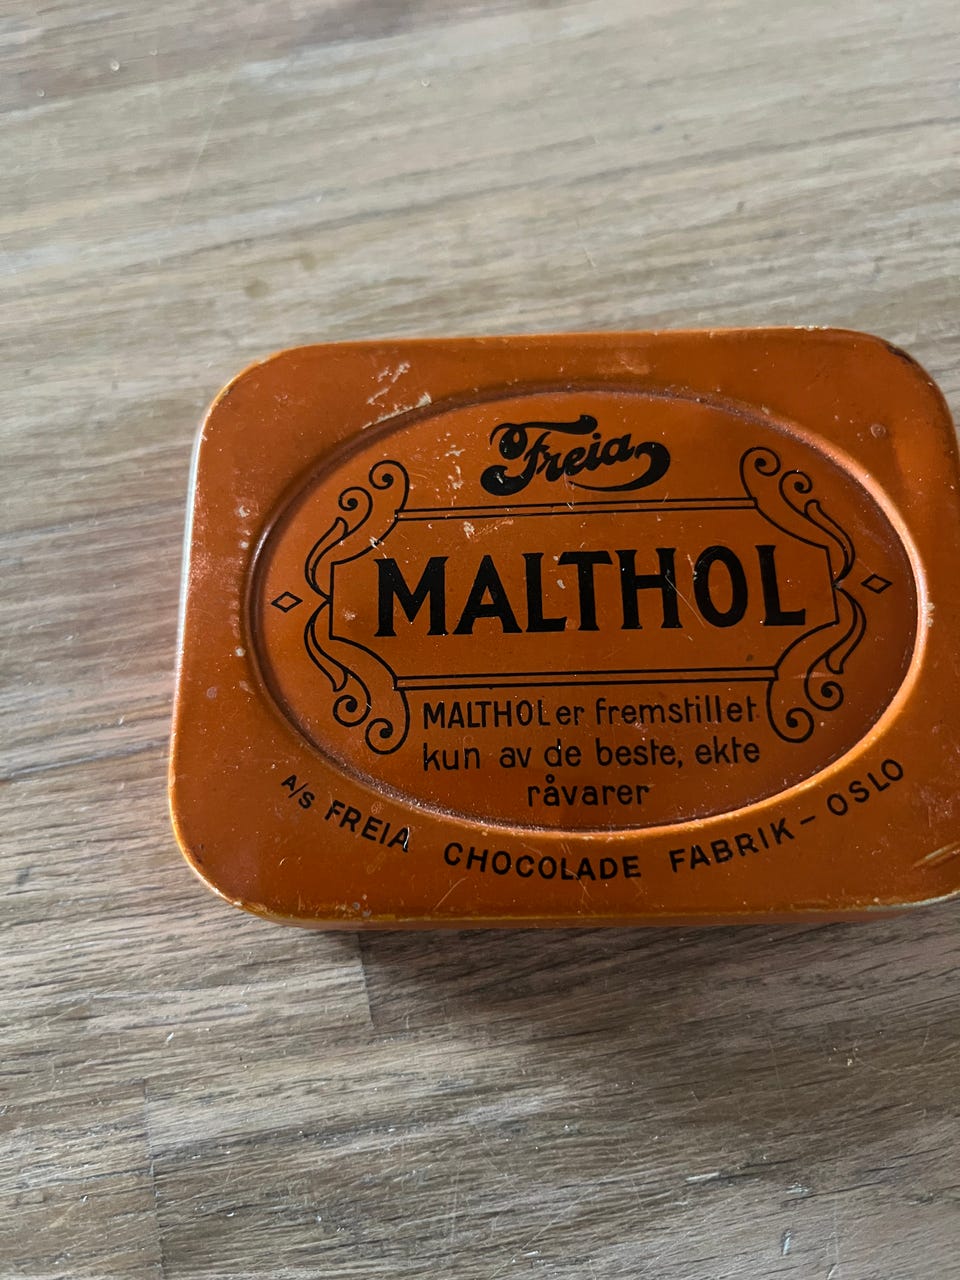 Freia
MALTHOL
MALTHOL er fremstillet
kun av de beste, ekte
råvarer
A/s FREIA CHOCOLADE FABRIK – OSLO